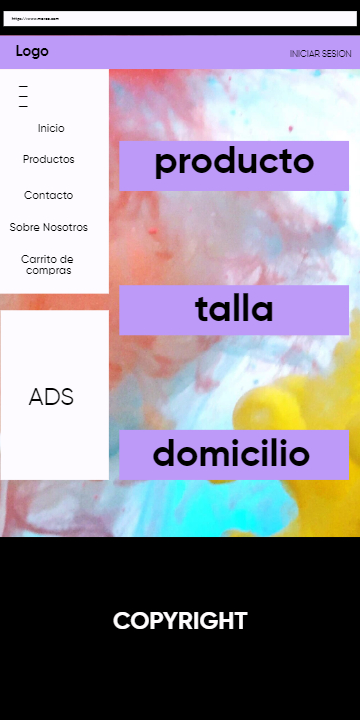 https://www.marca.com
Logo
INICIAR SESIÓN
Inicio
Productos
Contacto
Sobre Nosotros
Carrito de
compras
ADS
producto
talla
domicilio
COPYRIGHT